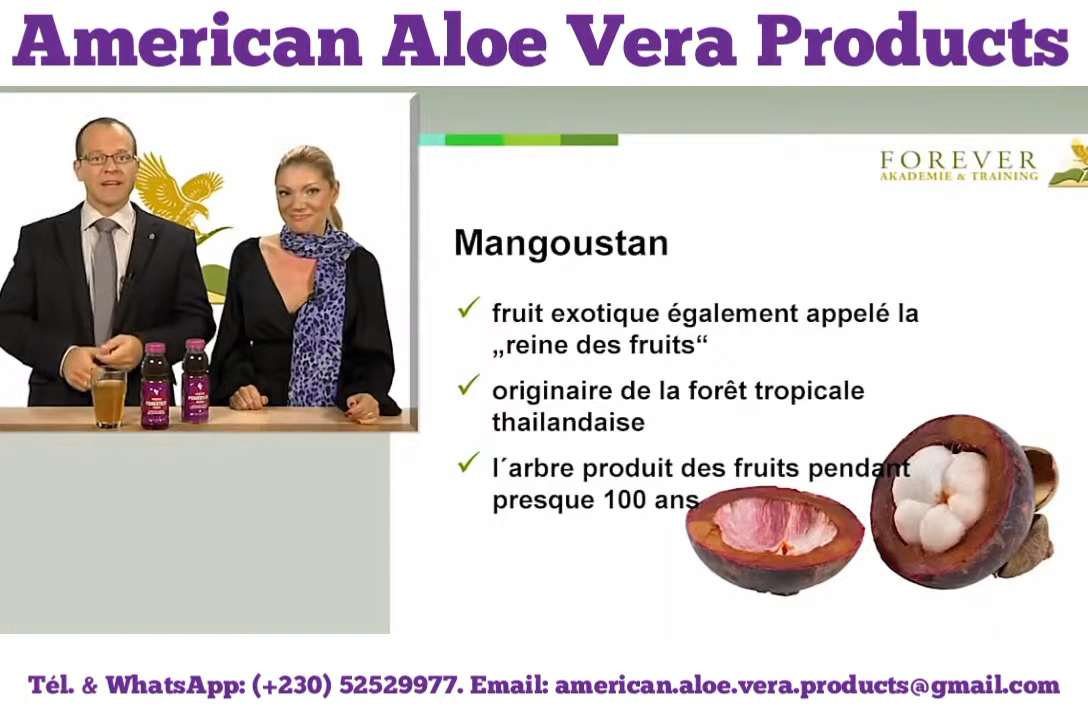 American Aloe Vera Products
FOREVER
AKADEMIE & TRAINING
Mangoustan
fruit exotique également appelé la
„reine des fruits“
originaire de la forêt tropicale
thailandaise
l´arbre produit des fruits pendant
presque 100 ans
Tél. & WhatsApp: (+230) 52529977. Email: american.aloe.vera.products@gmail.com